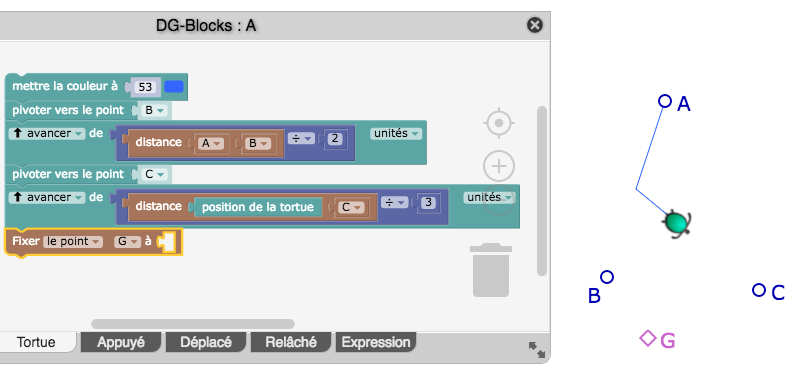 DG-Blocks : A
mettre la couleur à 53
pivoter vers le point B
avancer de distance A B ÷ 2 unités
pivoter vers le point C
avancer de distance position de la tortue C ÷ 3 unités
Fixer le point G à
Tortue Appuyé Déplacé Relâché Expression
A
B
C
G